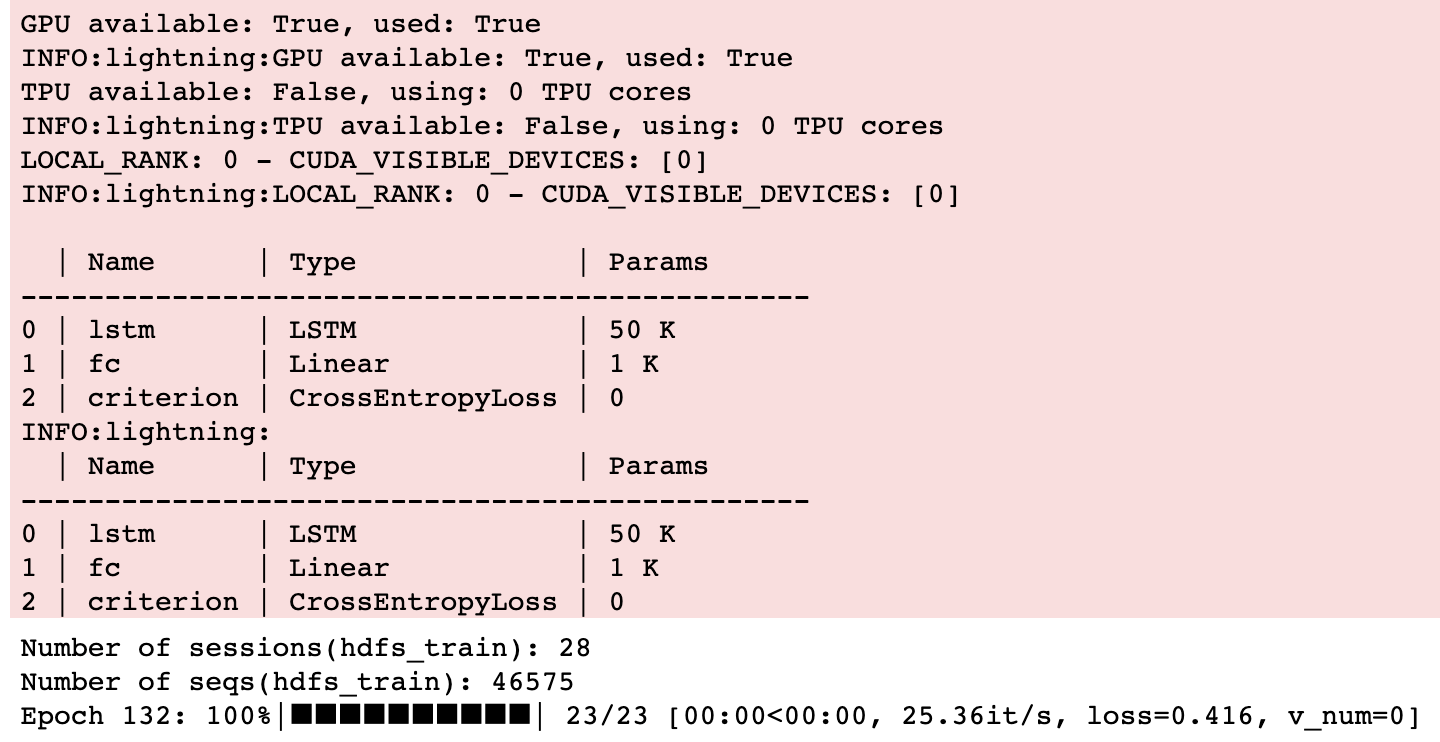 GPU available: True, used: True
INFO:lightning:GPU available: True, used: True
TPU available: False, using: 0 TPU cores
INFO:lightning:TPU available: False, using: 0 TPU cores
LOCAL_RANK: 0 - CUDA_VISIBLE_DEVICES: [0]
INFO:lightning:LOCAL_RANK: 0 - CUDA_VISIBLE_DEVICES: [0]
  | Name      | Type             | Params
-----------------------------------------------
0 | lstm      | LSTM             | 50 K
1 | fc        | Linear           | 1 K
2 | criterion | CrossEntropyLoss | 0
INFO:lightning:
  | Name      | Type             | Params
-----------------------------------------------
0 | lstm      | LSTM             | 50 K
1 | fc        | Linear           | 1 K
2 | criterion | CrossEntropyLoss | 0
Number of sessions(hdfs_train): 28
Number of seqs(hdfs_train): 46575
Epoch 132: 100%|██████████| 23/23 [00:00<00:00, 25.36it/s, loss=0.416, v_num=0]